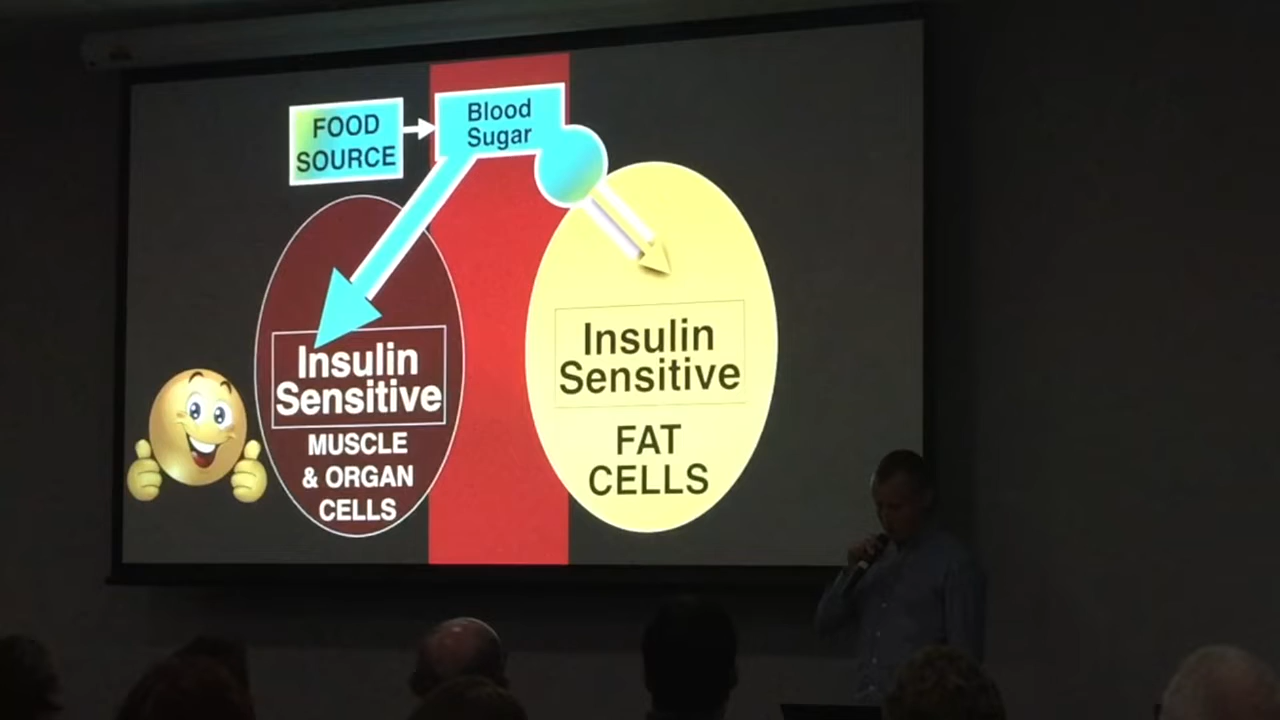 FOOD
SOURCE
Blood
Sugar
Insulin
Sensitive
MUSCLE
& ORGAN
CELLS
Insulin
Sensitive
FAT
CELLS